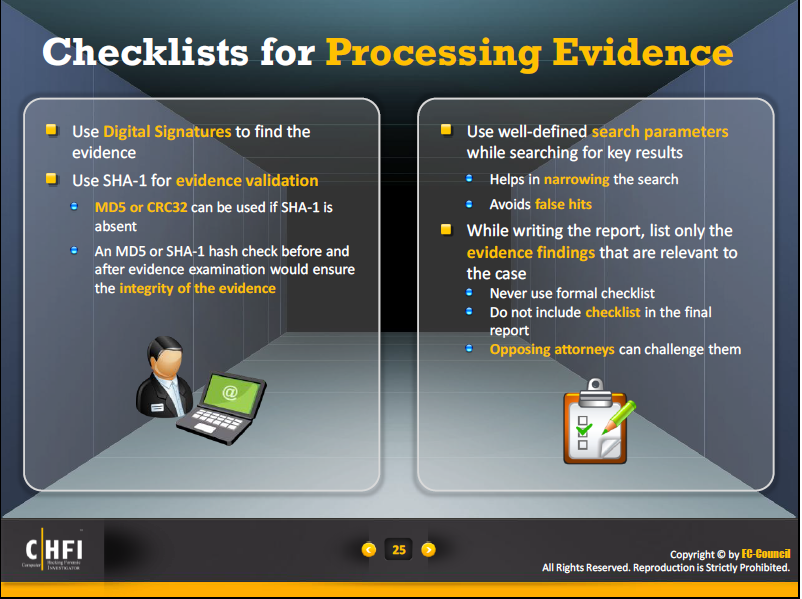 Checklists for Processing Evidence
Use Digital Signatures to find the
evidence
Use SHA-1 for evidence validation
MD5 or CRC32 can be used if SHA-1 is
absent
An MD5 or SHA-1 hash check before and
after evidence examination would ensure
the integrity of the evidence
@
Use well-defined search parameters
while searching for key results
Helps in narrowing the search
Avoids false hits
While writing the report, list only the
evidence findings that are relevant to
the case
Never use formal checklist
Do not include checklist in the final
report
Opposing attorneys can challenge them
CHFI
Computer Hacking Forensic
INVESTIGATOR
25
Copyright © by EC-Council
All Rights Reserved. Reproduction is Strictly Prohibited.